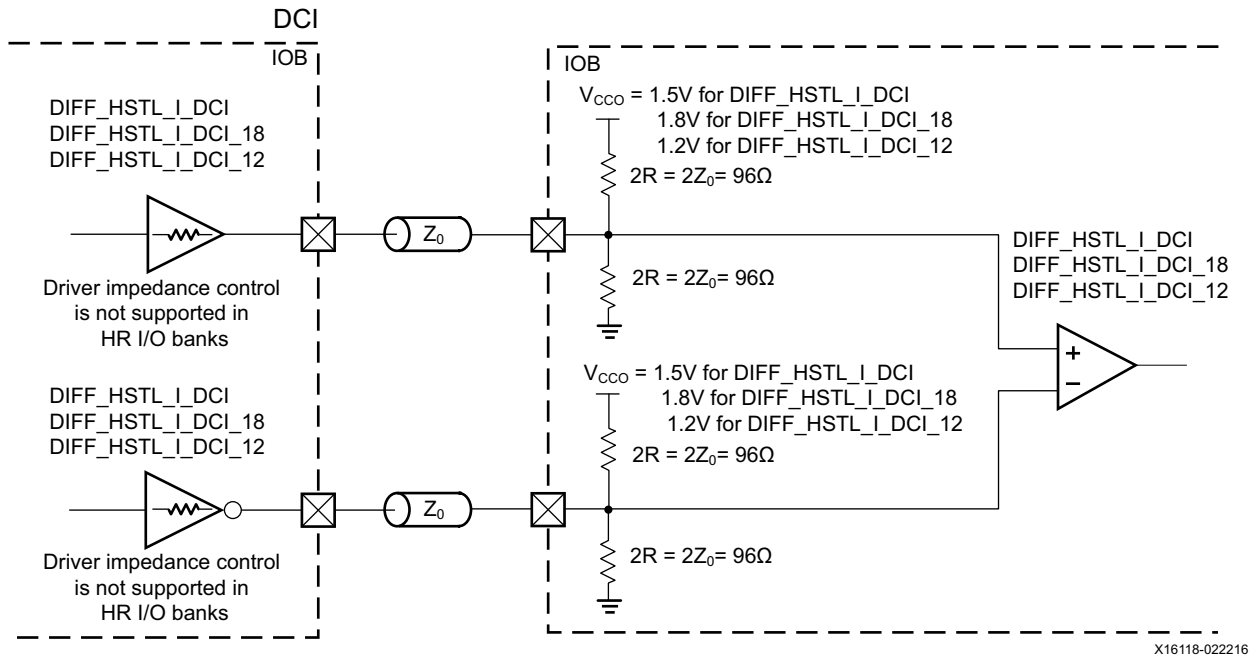 DCI
IOB
DIFF_HSTL_I_DCI
DIFF_HSTL_I_DCI_18
DIFF_HSTL_I_DCI_12
Driver impedance control
is not supported in
HR I/O banks
Z₀
IOB
V_CCO = 1.5V for DIFF_HSTL_I_DCI
1.8V for DIFF_HSTL_I_DCI_18
1.2V for DIFF_HSTL_I_DCI_12
2R = 2Z₀= 96Ω
2R = 2Z₀= 96Ω
DIFF_HSTL_I_DCI
DIFF_HSTL_I_DCI_18
DIFF_HSTL_I_DCI_12
+
–
DIFF_HSTL_I_DCI
DIFF_HSTL_I_DCI_18
DIFF_HSTL_I_DCI_12
Driver impedance control
is not supported in
HR I/O banks
Z₀
V_CCO = 1.5V for DIFF_HSTL_I_DCI
1.8V for DIFF_HSTL_I_DCI_18
1.2V for DIFF_HSTL_I_DCI_12
2R = 2Z₀= 96Ω
2R = 2Z₀= 96Ω
X16118-022216